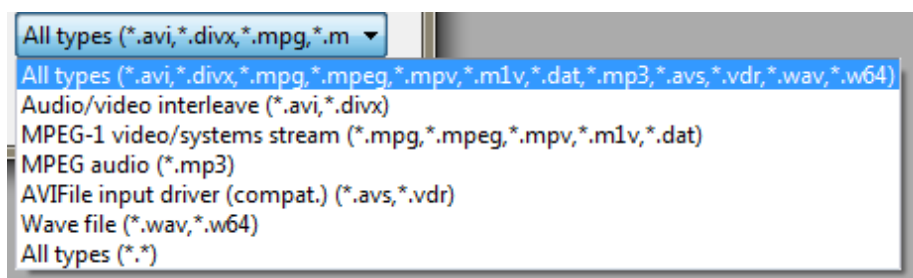 All types (*.avi,*.divx,*.mpg,*.m
All types (*.avi,*.divx,*.mpg,*.mpeg,*.mpv,*.m1v,*.dat,*.mp3,*.avs,*.vdr,*.wav,*.w64)
Audio/video interleave (*.avi,*.divx)
MPEG-1 video/systems stream (*.mpg,*.mpeg,*.mpv,*.m1v,*.dat)
MPEG audio (*.mp3)
AVIFile input driver (compat.) (*.avs,*.vdr)
Wave file (*.wav,*.w64)
All types (*.*)